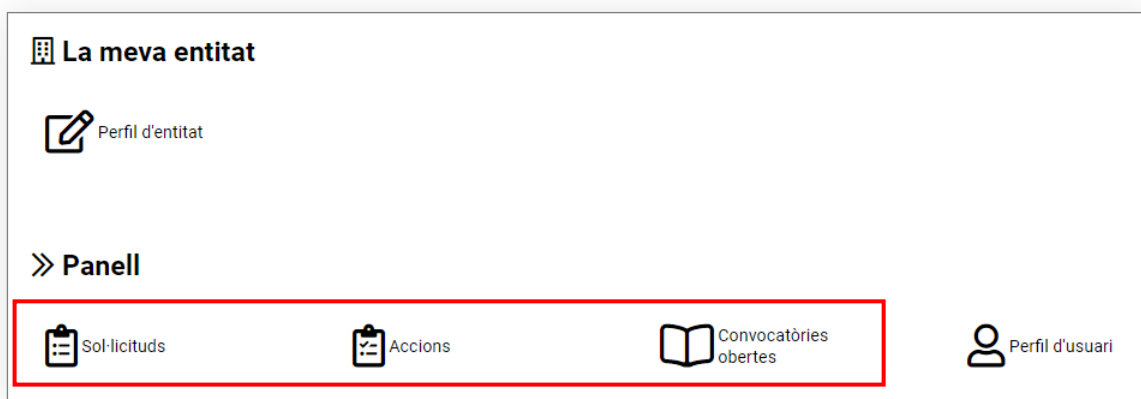 La meva entitat
Perfil d'entitat
Panell
Sol·licituds
Accions
Convocatòries
obertes
Perfil d'usuari